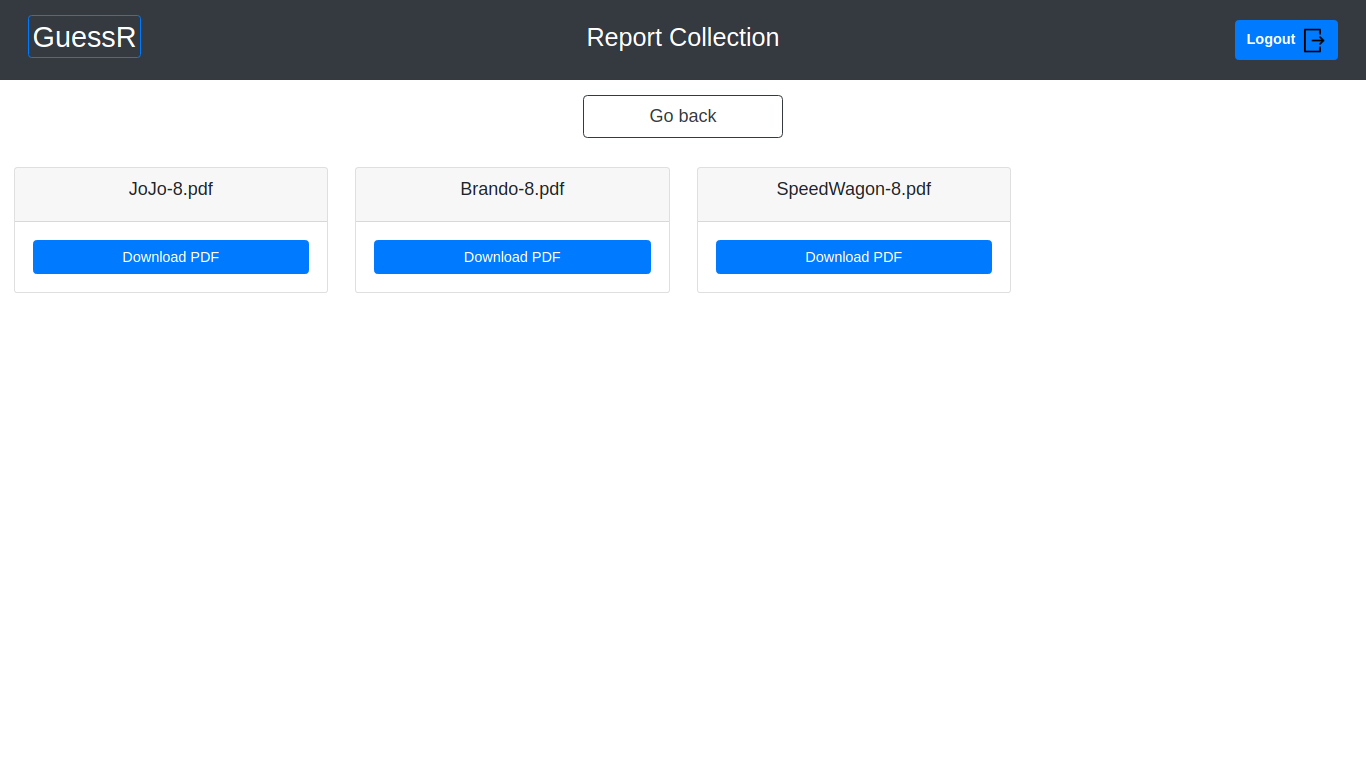 GuessR
Report Collection
Logout
Go back
JoJo-8.pdf
Brando-8.pdf
SpeedWagon-8.pdf
Download PDF
Download PDF
Download PDF